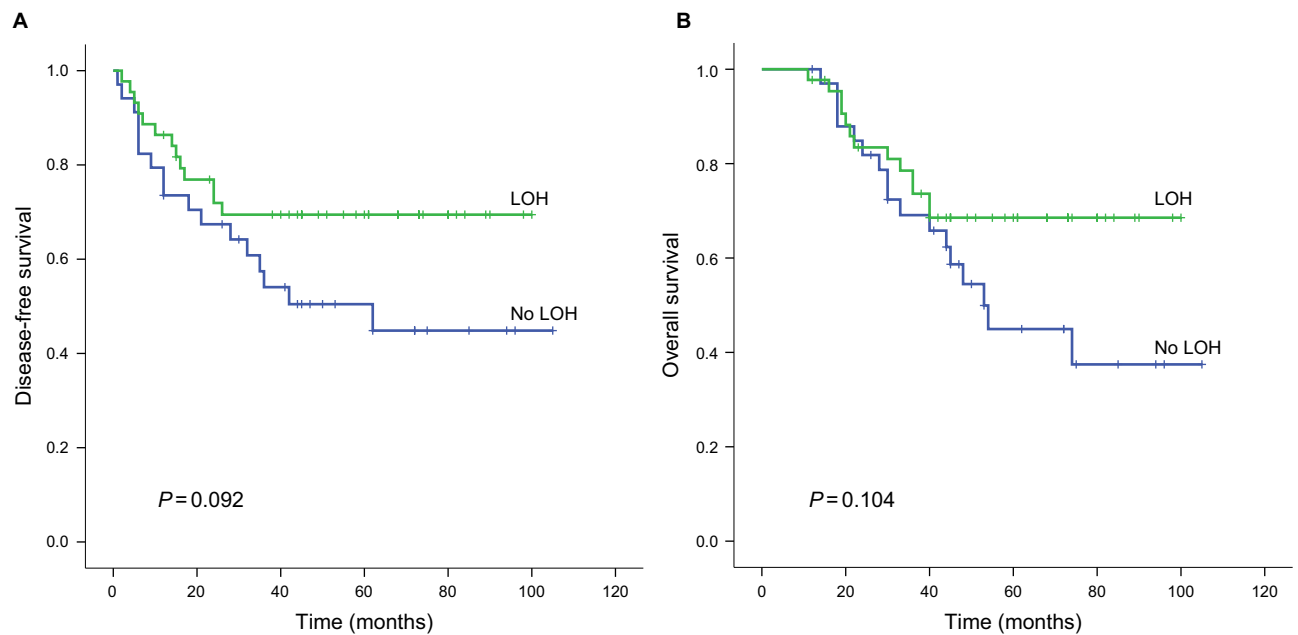 A
Disease-free survival
1.0
0.8
0.6
0.4
0.2
0.0
LOH
No LOH
P=0.092
0 20 40 60 80 100 120
Time (months)
B
Overall survival
1.0
0.8
0.6
0.4
0.2
0.0
LOH
No LOH
P=0.104
0 20 40 60 80 100 120
Time (months)